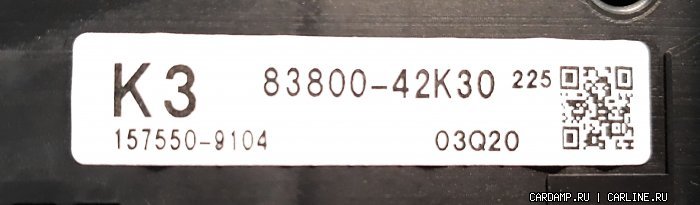 K3 83800-42K30 225
157550-9104 03Q20
CARDAMP.RU | CARLINE.RU